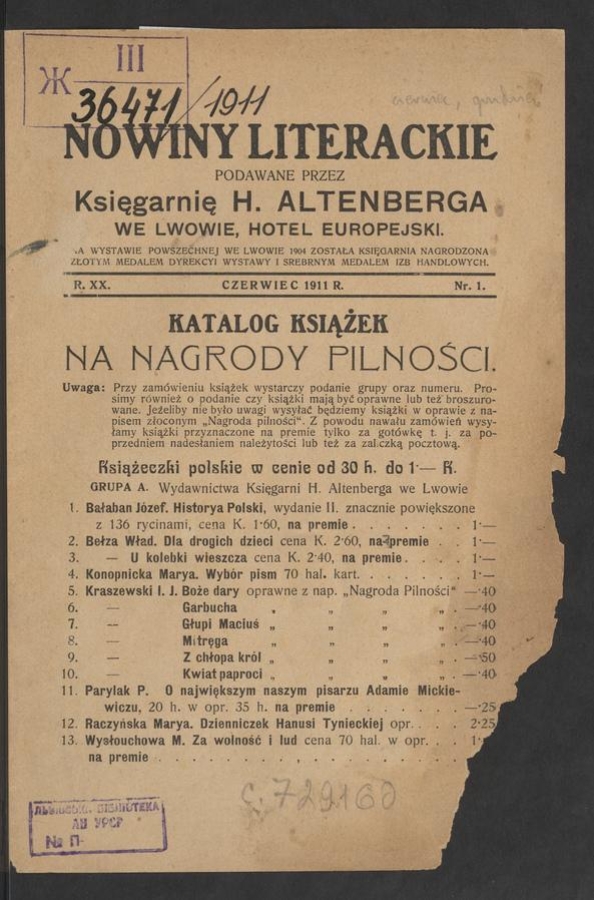 III
Ж
36471/1911
czerwiec, grudzień
NOWINY LITERACKIE
PODAWANE PRZEZ
Księgarnię H. ALTENBERGA
WE LWOWIE, HOTEL EUROPEJSKI.
.A WYSTAWIE POWSZECHNEJ WE LWOWIE 1904 ZOSTAŁA KSIĘGARNIA NAGRODZONA
ZŁOTYM MEDALEM DYREKCYI WYSTAWY I SREBRNYM MEDALEM IZB HANDLOWYCH.
R. XX. CZERWIEC 1911 R. Nr. 1.
KATALOG KSIĄŻEK
NA NAGRODY PILNOŚCI.
Uwaga: Przy zamówieniu książek wystarczy podanie grupy oraz numeru. Pro-
simy również o podanie czy książki mają być oprawne lub też broszuro-
wane. Jeżeliby nie było uwagi wysyłać będziemy książki w oprawie z na-
pisem złoconym „Nagroda pilności“. Z powodu nawału zamówień wysy-
łamy książki przyznaczone na premie tylko za gotówkę t. j. za po-
przedniem nadesłaniem należytości lub też za zaliczką pocztową.
Książeczki polskie w cenie od 30 h. do 1·— K.
GRUPA A. Wydawnictwa Księgarni H. Altenberga we Lwowie
1. Bałaban Józef. Historya Polski, wydanie II. znacznie powiększone
z 136 rycinami, cena K. 1·60, na premie . . . . . . . 1·—
2. Bełza Wład. Dla drogich dzieci cena K. 2·60, na premie . . 1·—
3. — U kolebki wieszcza cena K. 2·40, na premie . . . . 1·—
4. Konopnicka Marya. Wybór pism 70 hal. kart. . . . . . . 1·—
5. Kraszewski I. J. Boże dary oprawne z nap. „Nagroda Pilności“ —·40
6. — Garbucha „ „ „ „ . —·40
7. — Głupi Maciuś „ „ „ „ . —·40
8. — Mitręga „ „ „ „ . —·40
9. — Z chłopa król „ „ „ „ . —·50
10. — Kwiat paproci „ „ „ „ . —·40
11. Parylak P. O największym naszym pisarzu Adamie Mickie-
wiczu, 20 h. w opr. 35 h. na premie . . . . . . . —·25
12. Raczyńska Marya. Dzienniczek Hanusi Tynieckiej opr. . . . 2·25
13. Wysłouchowa M. Za wolność i lud cena 70 hal. w opr. . . 1·
na premie . . . . . . . . . . . . . . .
С. 729160
ЛЬВІВСЬК. БІБЛІОТЕКА
АН УРСР
№ П-